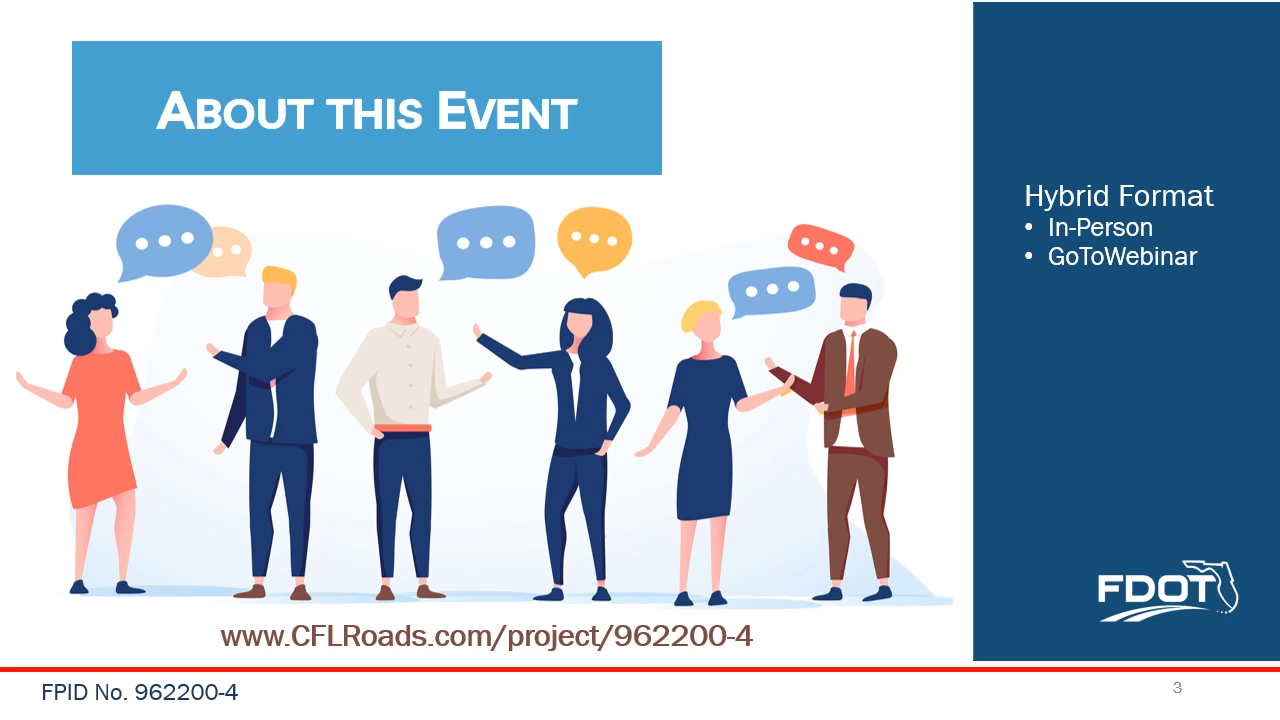 ABOUT THIS EVENT
Hybrid Format
• In-Person
• GoToWebinar
FDOT
www.CFLRoads.com/project/962200-4
FPID No. 962200-4
3